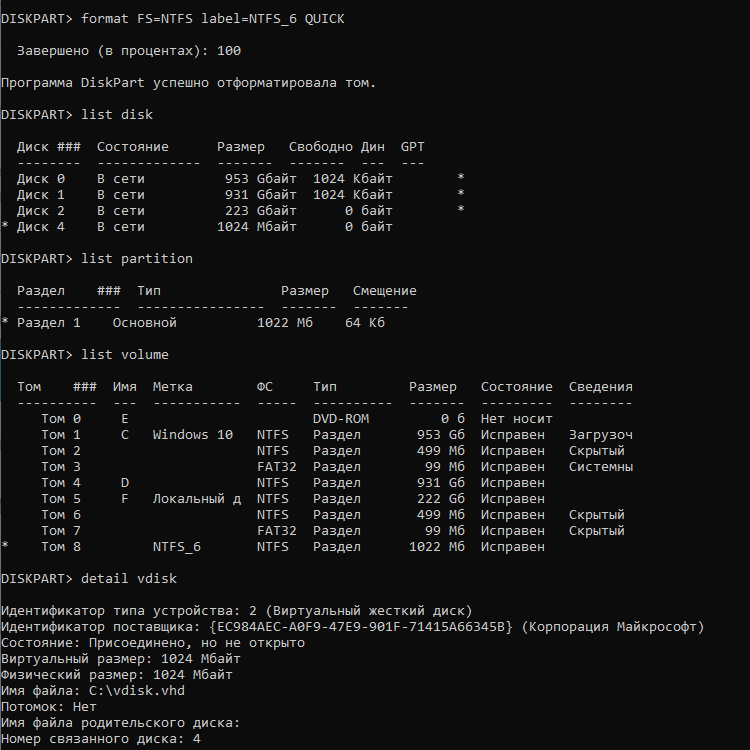 DISKPART> format FS=NTFS label=NTFS_6 QUICK
Завершено (в процентах): 100
Программа DiskPart успешно отформатировала том.
DISKPART> list disk
Диск ### Состояние Размер Свободно Дин GPT
-------- ------------- ------- ------- --- ---
Диск 0 В сети 953 Gбайт 1024 Kбайт *
Диск 1 В сети 931 Gбайт 1024 Kбайт *
Диск 2 В сети 223 Gбайт 0 байт *
* Диск 4 В сети 1024 Mбайт 0 байт
DISKPART> list partition
Раздел ### Тип Размер Смещение
------------- ---------------- ------- -------
* Раздел 1 Основной 1022 Mб 64 Kб
DISKPART> list volume
Том ### Имя Метка ФС Тип Размер Состояние Сведения
---------- --- ----------- ----- ---------- ------- --------- --------
Том 0 E DVD-ROM 0 б Нет носит
Том 1 C Windows 10 NTFS Раздел 953 Gб Исправен Загрузоч
Том 2 NTFS Раздел 499 Mб Исправен Скрытый
Том 3 FAT32 Раздел 99 Mб Исправен Системны
Том 4 D NTFS Раздел 931 Gб Исправен
Том 5 F Локальный д NTFS Раздел 222 Gб Исправен
Том 6 NTFS Раздел 499 Mб Исправен Скрытый
Том 7 FAT32 Раздел 99 Mб Исправен Скрытый
* Том 8 NTFS_6 NTFS Раздел 1022 Mб Исправен
DISKPART> detail vdisk
Идентификатор типа устройства: 2 (Виртуальный жесткий диск)
Идентификатор поставщика: {EC984AEC-A0F9-47E9-901F-71415A66345B} (Корпорация Майкрософт)
Состояние: Присоединено, но не открыто
Виртуальный размер: 1024 Mбайт
Физический размер: 1024 Mбайт
Имя файла: C:\vdisk.vhd
Потомок: Нет
Имя файла родительского диска:
Номер связанного диска: 4